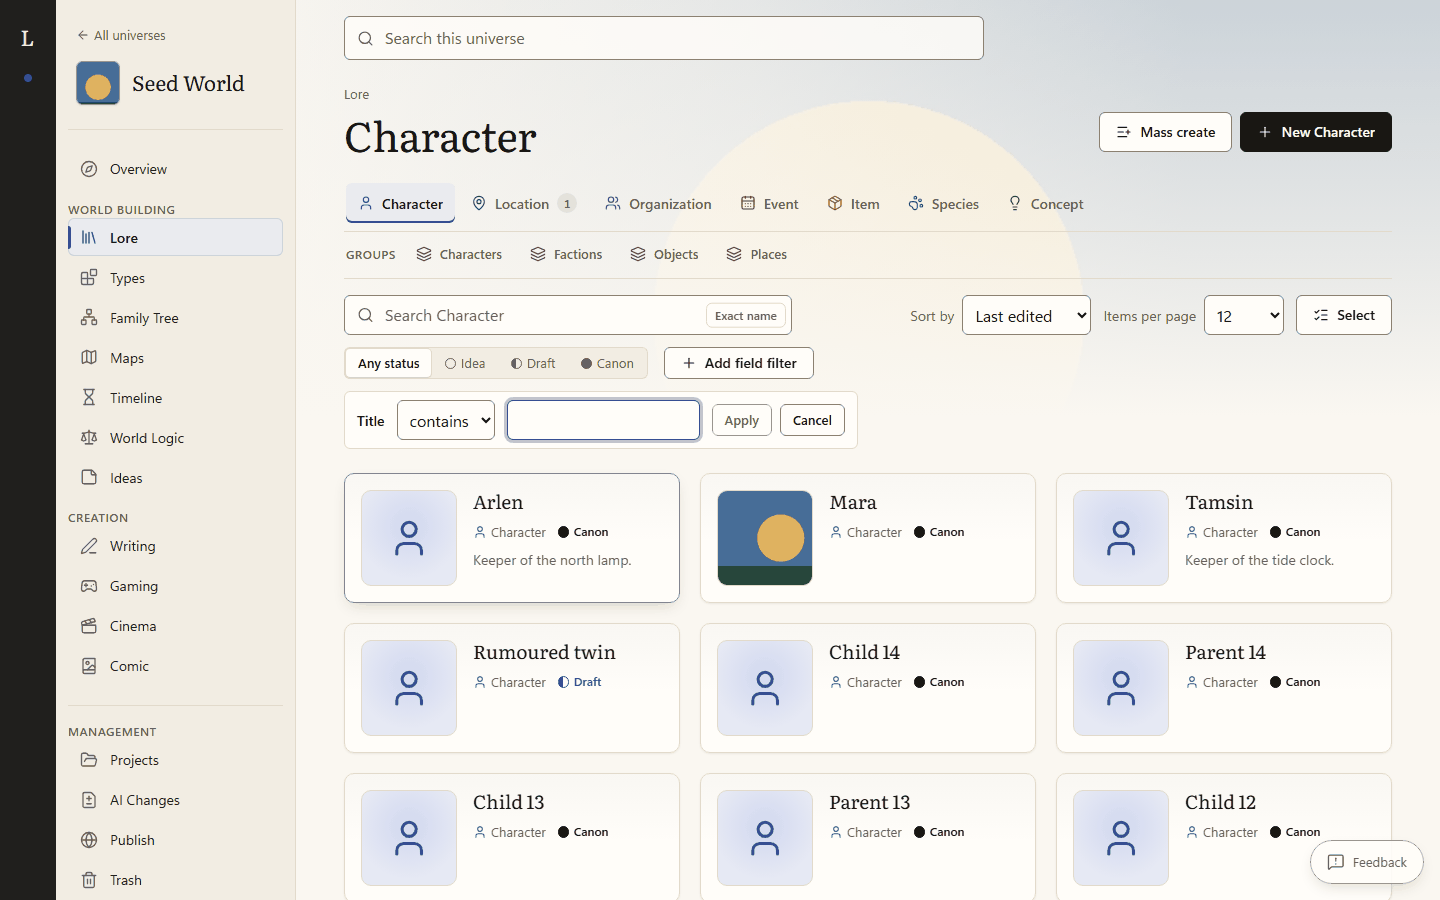 L
All universes
Seed World
Overview
WORLD BUILDING
Lore
Types
Family Tree
Maps
Timeline
World Logic
Ideas
CREATION
Writing
Gaming
Cinema
Comic
MANAGEMENT
Projects
AI Changes
Publish
Trash
Search this universe
Lore
Character
Mass create
New Character
Character
Location 1
Organization
Event
Item
Species
Concept
GROUPS
Characters
Factions
Objects
Places
Search Character
Exact name
Sort by
Last edited
Items per page
12
Select
Any status
Idea
Draft
Canon
Add field filter
Title
contains
Apply
Cancel
Arlen
Character Canon
Keeper of the north lamp.
Mara
Character Canon
Tamsin
Character Canon
Keeper of the tide clock.
Rumoured twin
Character Draft
Child 14
Character Canon
Parent 14
Character Canon
Child 13
Character Canon
Parent 13
Character Canon
Child 12
Character Canon
Feedback